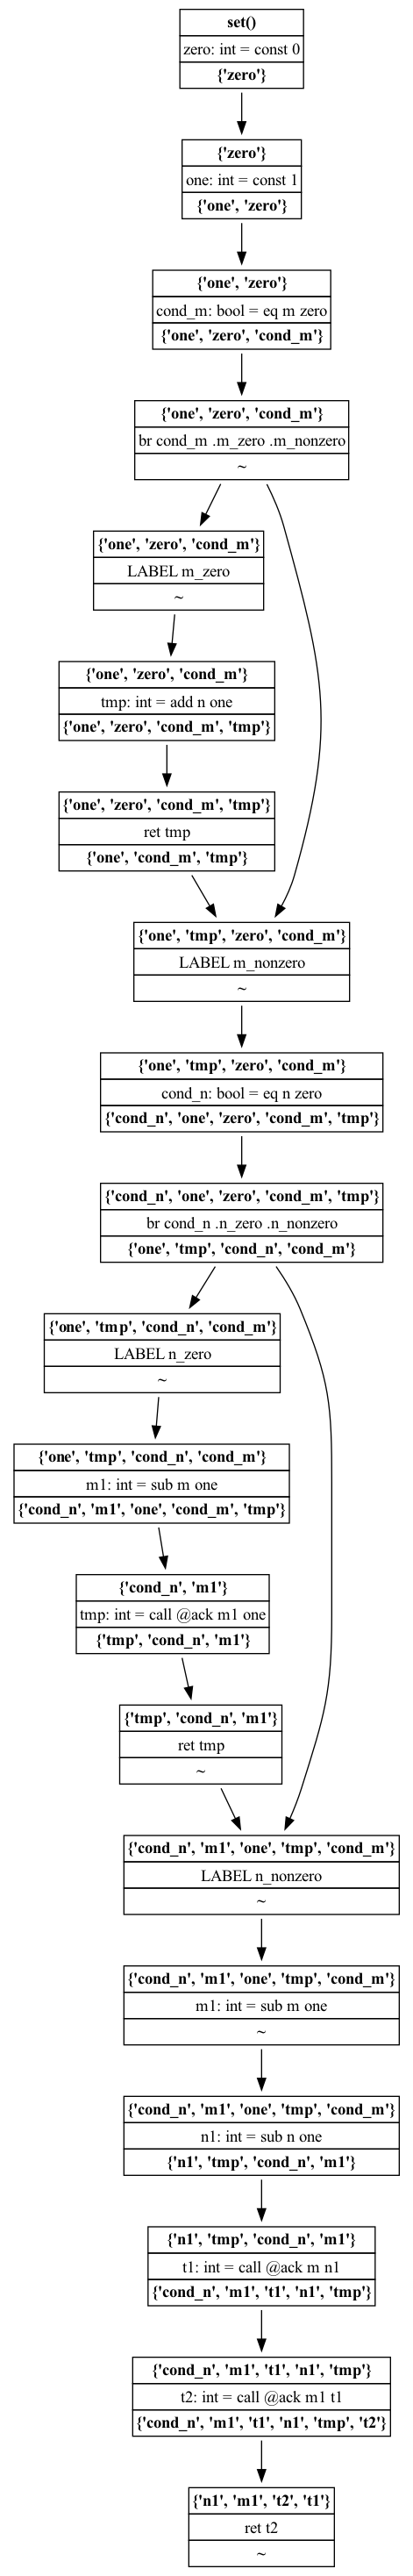 set()
zero: int = const 0
{'zero'}
{'zero'}
one: int = const 1
{'one', 'zero'}
{'one', 'zero'}
cond_m: bool = eq m zero
{'one', 'zero', 'cond_m'}
{'one', 'zero', 'cond_m'}
br cond_m .m_zero .m_nonzero
~
{'one', 'zero', 'cond_m'}
LABEL m_zero
~
{'one', 'zero', 'cond_m'}
tmp: int = add n one
{'one', 'zero', 'cond_m', 'tmp'}
{'one', 'zero', 'cond_m', 'tmp'}
ret tmp
{'one', 'cond_m', 'tmp'}
{'one', 'tmp', 'zero', 'cond_m'}
LABEL m_nonzero
~
{'one', 'tmp', 'zero', 'cond_m'}
cond_n: bool = eq n zero
{'cond_n', 'one', 'zero', 'cond_m', 'tmp'}
{'cond_n', 'one', 'zero', 'cond_m', 'tmp'}
br cond_n .n_zero .n_nonzero
{'one', 'tmp', 'cond_n', 'cond_m'}
{'one', 'tmp', 'cond_n', 'cond_m'}
LABEL n_zero
~
{'one', 'tmp', 'cond_n', 'cond_m'}
m1: int = sub m one
{'cond_n', 'm1', 'one', 'cond_m', 'tmp'}
{'cond_n', 'm1'}
tmp: int = call @ack m1 one
{'tmp', 'cond_n', 'm1'}
{'tmp', 'cond_n', 'm1'}
ret tmp
~
{'cond_n', 'm1', 'one', 'tmp', 'cond_m'}
LABEL n_nonzero
~
{'cond_n', 'm1', 'one', 'tmp', 'cond_m'}
m1: int = sub m one
~
{'cond_n', 'm1', 'one', 'tmp', 'cond_m'}
n1: int = sub n one
{'n1', 'tmp', 'cond_n', 'm1'}
{'n1', 'tmp', 'cond_n', 'm1'}
t1: int = call @ack m n1
{'cond_n', 'm1', 't1', 'n1', 'tmp'}
{'cond_n', 'm1', 't1', 'n1', 'tmp'}
t2: int = call @ack m1 t1
{'cond_n', 'm1', 't1', 'n1', 'tmp', 't2'}
{'n1', 'm1', 't2', 't1'}
ret t2
~